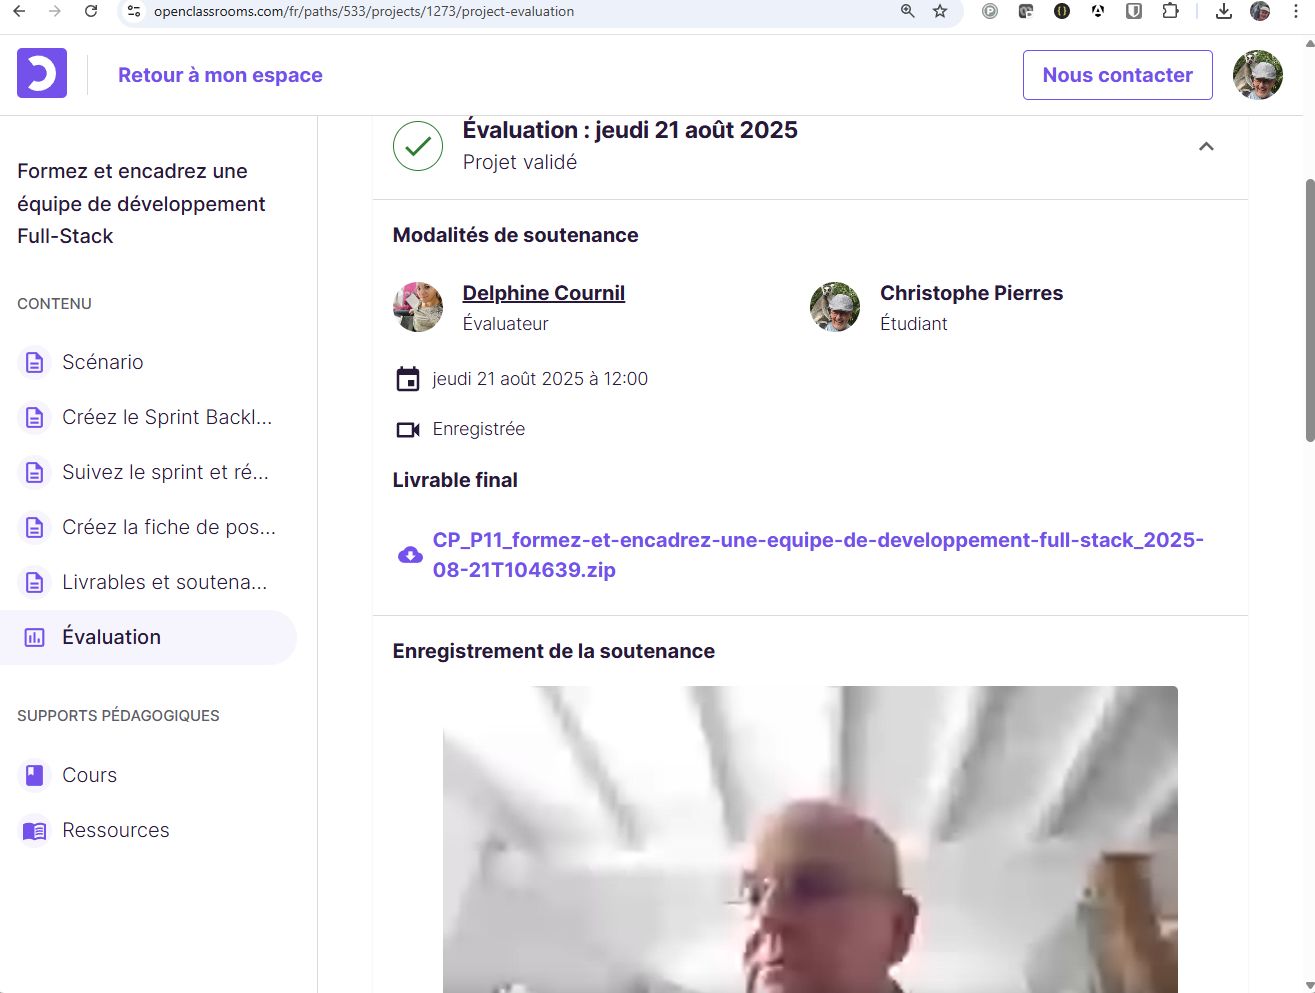 openclassrooms.com/fr/paths/533/projects/1273/project-evaluation
Retour à mon espace
Nous contacter
Formez et encadrez une
équipe de développement
Full-Stack
CONTENU
Scénario
Créez le Sprint Backl...
Suivez le sprint et ré...
Créez la fiche de pos...
Livrables et soutena...
Évaluation
SUPPORTS PÉDAGOGIQUES
Cours
Ressources
Évaluation : jeudi 21 août 2025
Projet validé
Modalités de soutenance
Delphine Cournil
Évaluateur
Christophe Pierres
Étudiant
jeudi 21 août 2025 à 12:00
Enregistrée
Livrable final
CP_P11_formez-et-encadrez-une-equipe-de-developpement-full-stack_2025-
08-21T104639.zip
Enregistrement de la soutenance